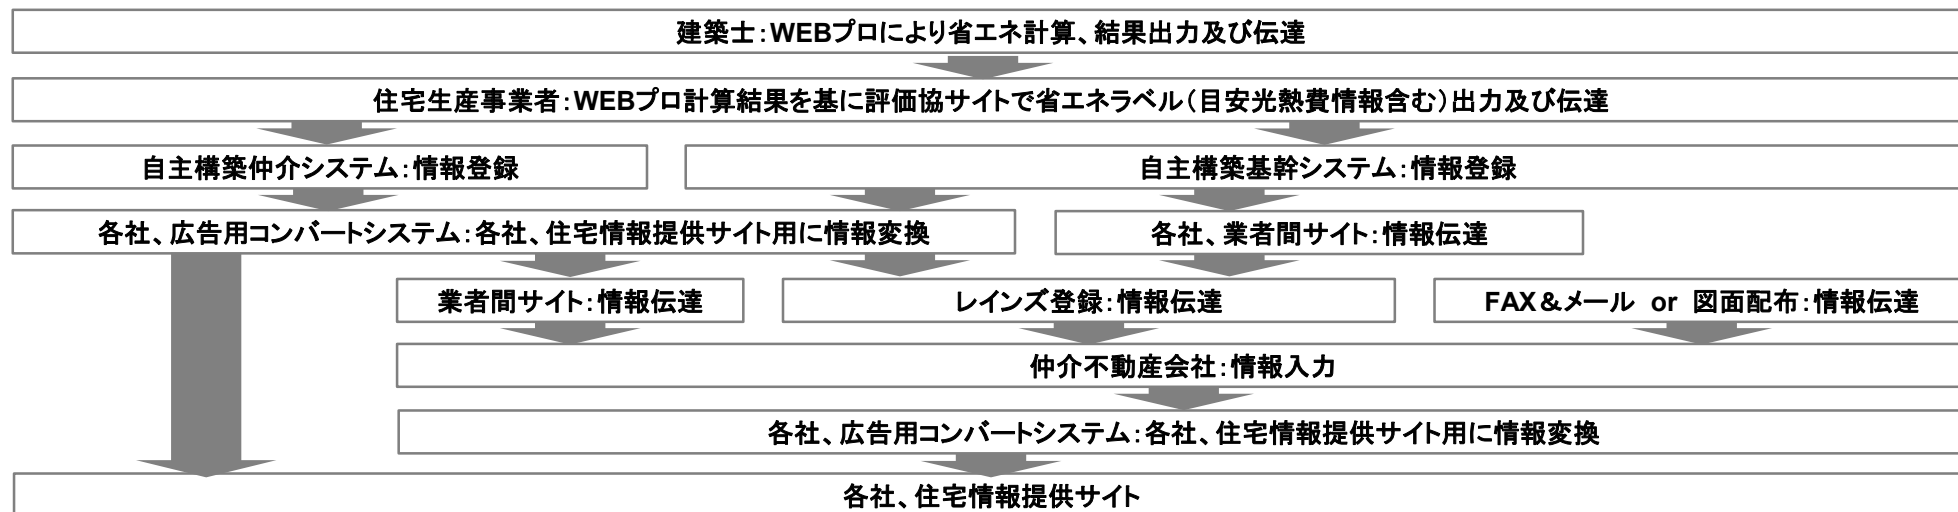 建築士：WEBプロにより省エネ計算、結果出力及び伝達
住宅生産事業者：WEBプロ計算結果を基に評価協サイトで省エネラベル（目安光熱費情報含む）出力及び伝達
自主構築仲介システム：情報登録
自主構築基幹システム：情報登録
各社、広告用コンバートシステム：各社、住宅情報提供サイト用に情報変換
各社、業者間サイト：情報伝達
業者間サイト：情報伝達
レインズ登録：情報伝達
FAX＆メール or 図面配布：情報伝達
仲介不動産会社：情報入力
各社、広告用コンバートシステム：各社、住宅情報提供サイト用に情報変換
各社、住宅情報提供サイト